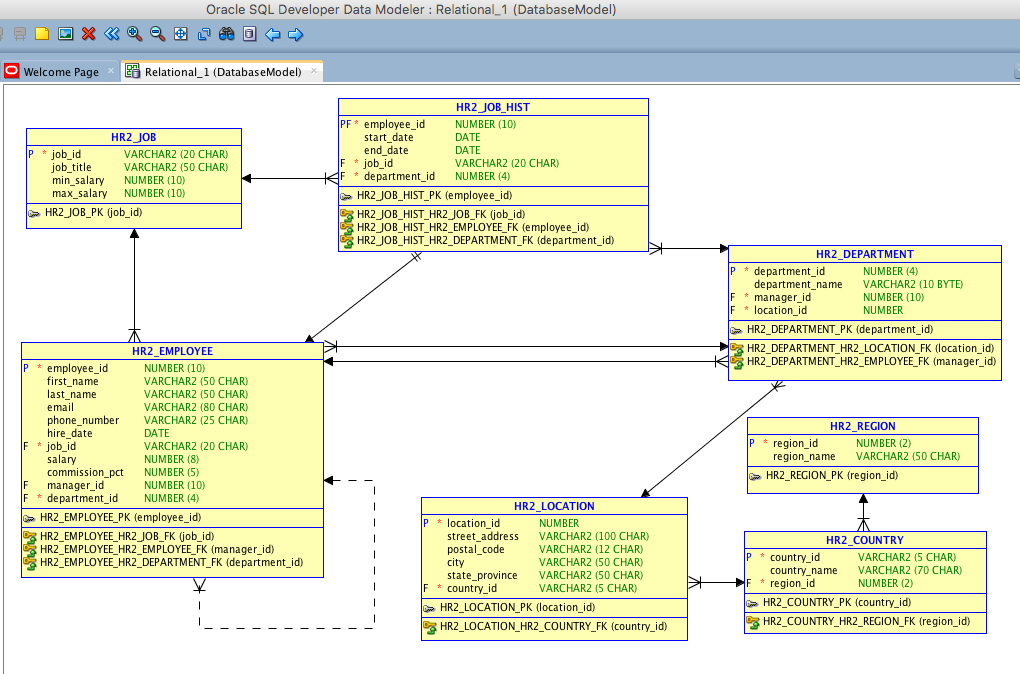 Oracle SQL Developer Data Modeler : Relational_1 (DatabaseModel)
Welcome Page
Relational_1 (DatabaseModel)
HR2_JOB
P * job_id VARCHAR2 (20 CHAR)
job_title VARCHAR2 (50 CHAR)
min_salary NUMBER (10)
max_salary NUMBER (10)
HR2_JOB_PK (job_id)
HR2_JOB_HIST
PF * employee_id NUMBER (10)
start_date DATE
end_date DATE
F * job_id VARCHAR2 (20 CHAR)
F * department_id NUMBER (4)
HR2_JOB_HIST_PK (employee_id)
HR2_JOB_HIST_HR2_JOB_FK (job_id)
HR2_JOB_HIST_HR2_EMPLOYEE_FK (employee_id)
HR2_JOB_HIST_HR2_DEPARTMENT_FK (department_id)
HR2_DEPARTMENT
P * department_id NUMBER (4)
department_name VARCHAR2 (10 BYTE)
F * manager_id NUMBER (10)
F * location_id NUMBER
HR2_DEPARTMENT_PK (department_id)
HR2_DEPARTMENT_HR2_LOCATION_FK (location_id)
HR2_DEPARTMENT_HR2_EMPLOYEE_FK (manager_id)
HR2_EMPLOYEE
P * employee_id NUMBER (10)
first_name VARCHAR2 (50 CHAR)
last_name VARCHAR2 (50 CHAR)
email VARCHAR2 (80 CHAR)
phone_number VARCHAR2 (25 CHAR)
hire_date DATE
F * job_id VARCHAR2 (20 CHAR)
salary NUMBER (8)
commission_pct NUMBER (5)
F manager_id NUMBER (10)
F * department_id NUMBER (4)
HR2_EMPLOYEE_PK (employee_id)
HR2_EMPLOYEE_HR2_JOB_FK (job_id)
HR2_EMPLOYEE_HR2_EMPLOYEE_FK (manager_id)
HR2_EMPLOYEE_HR2_DEPARTMENT_FK (department_id)
HR2_REGION
P * region_id NUMBER (2)
region_name VARCHAR2 (50 CHAR)
HR2_REGION_PK (region_id)
HR2_LOCATION
P * location_id NUMBER
street_address VARCHAR2 (100 CHAR)
postal_code VARCHAR2 (12 CHAR)
city VARCHAR2 (50 CHAR)
state_province VARCHAR2 (50 CHAR)
F * country_id VARCHAR2 (5 CHAR)
HR2_LOCATION_PK (location_id)
HR2_LOCATION_HR2_COUNTRY_FK (country_id)
HR2_COUNTRY
P * country_id VARCHAR2 (5 CHAR)
country_name VARCHAR2 (70 CHAR)
F * region_id NUMBER (2)
HR2_COUNTRY_PK (country_id)
HR2_COUNTRY_HR2_REGION_FK (region_id)